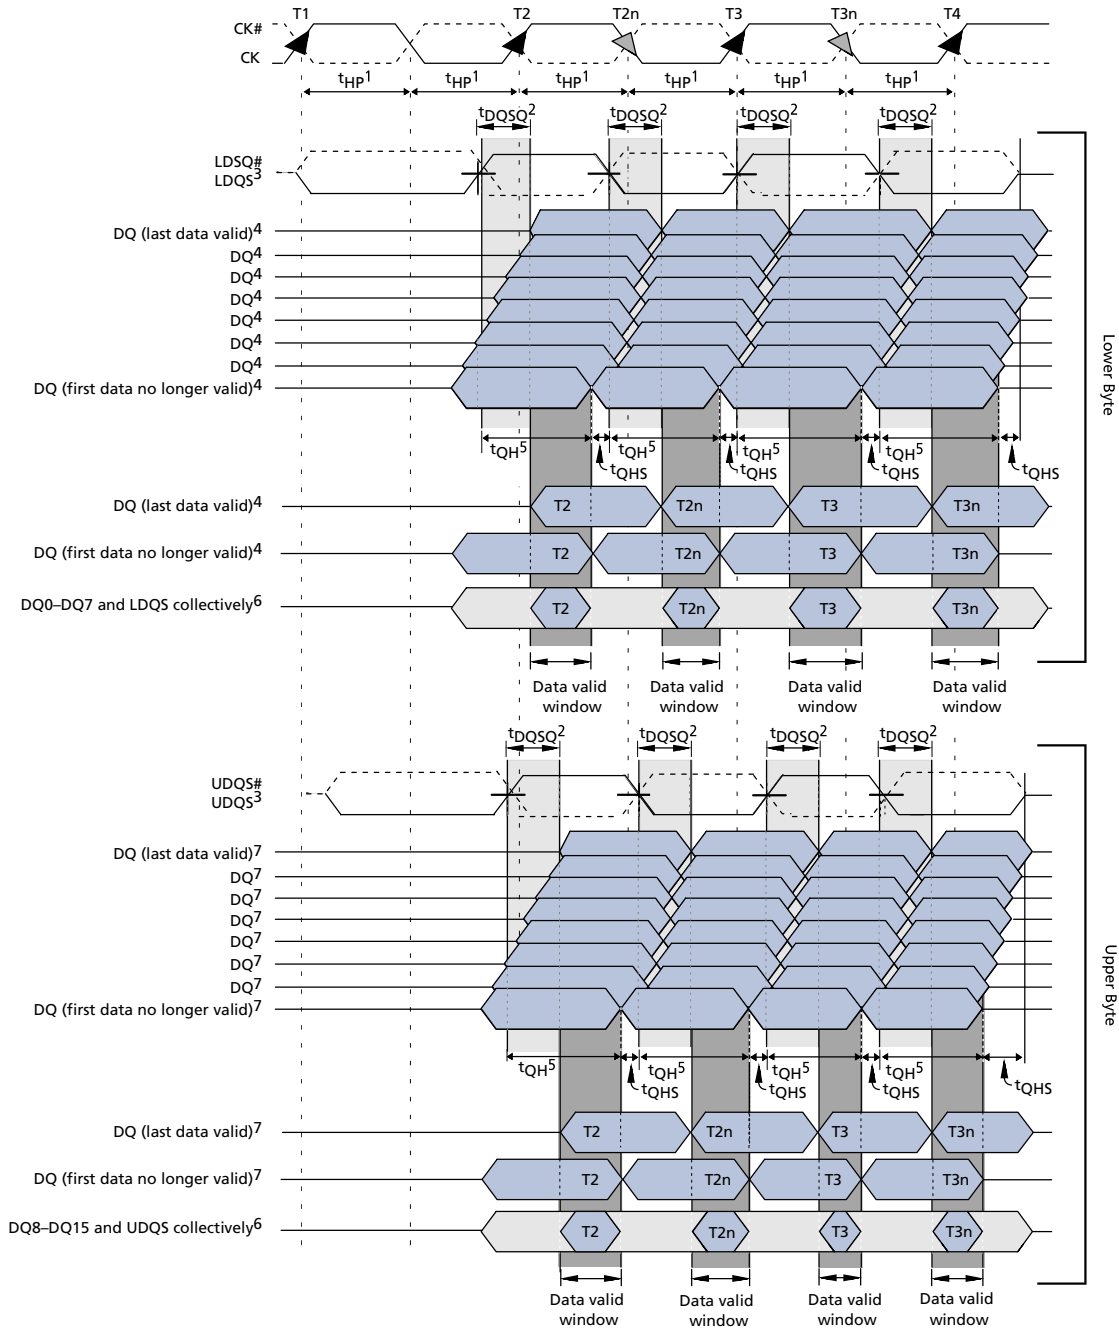 T1 T2 T2n T3 T3n T4
CK#
CK
tHP1 tHP1 tHP1 tHP1 tHP1 tHP1
tDQSQ2 tDQSQ2 tDQSQ2 tDQSQ2
LDSQ#
LDQS3
DQ (last data valid)4
DQ4
DQ4
DQ4
DQ4
DQ4
DQ4
DQ (first data no longer valid)4
Lower Byte
tQH5 tQH5 tQH5 tQH5
tQHS tQHS tQHS tQHS
DQ (last data valid)4 T2 T2n T3 T3n
DQ (first data no longer valid)4 T2 T2n T3 T3n
DQ0–DQ7 and LDQS collectively6 T2 T2n T3 T3n
Data valid window Data valid window Data valid window Data valid window
tDQSQ2 tDQSQ2 tDQSQ2 tDQSQ2
UDQS#
UDQS3
DQ (last data valid)7
DQ7
DQ7
DQ7
DQ7
DQ7
DQ7
DQ (first data no longer valid)7
Upper Byte
tQH5 tQH5 tQH5 tQH5
tQHS tQHS tQHS tQHS
DQ (last data valid)7 T2 T2n T3 T3n
DQ (first data no longer valid)7 T2 T2n T3 T3n
DQ8–DQ15 and UDQS collectively6 T2 T2n T3 T3n
Data valid window Data valid window Data valid window Data valid window